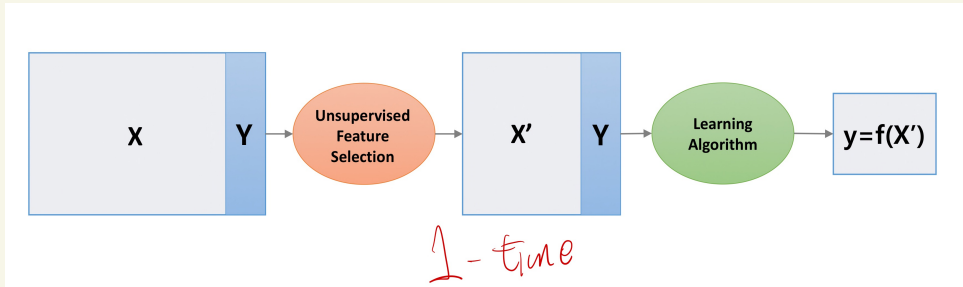 X
Y
Unsupervised
Feature
Selection
X’
Y
Learning
Algorithm
y=f(X’)
1-time